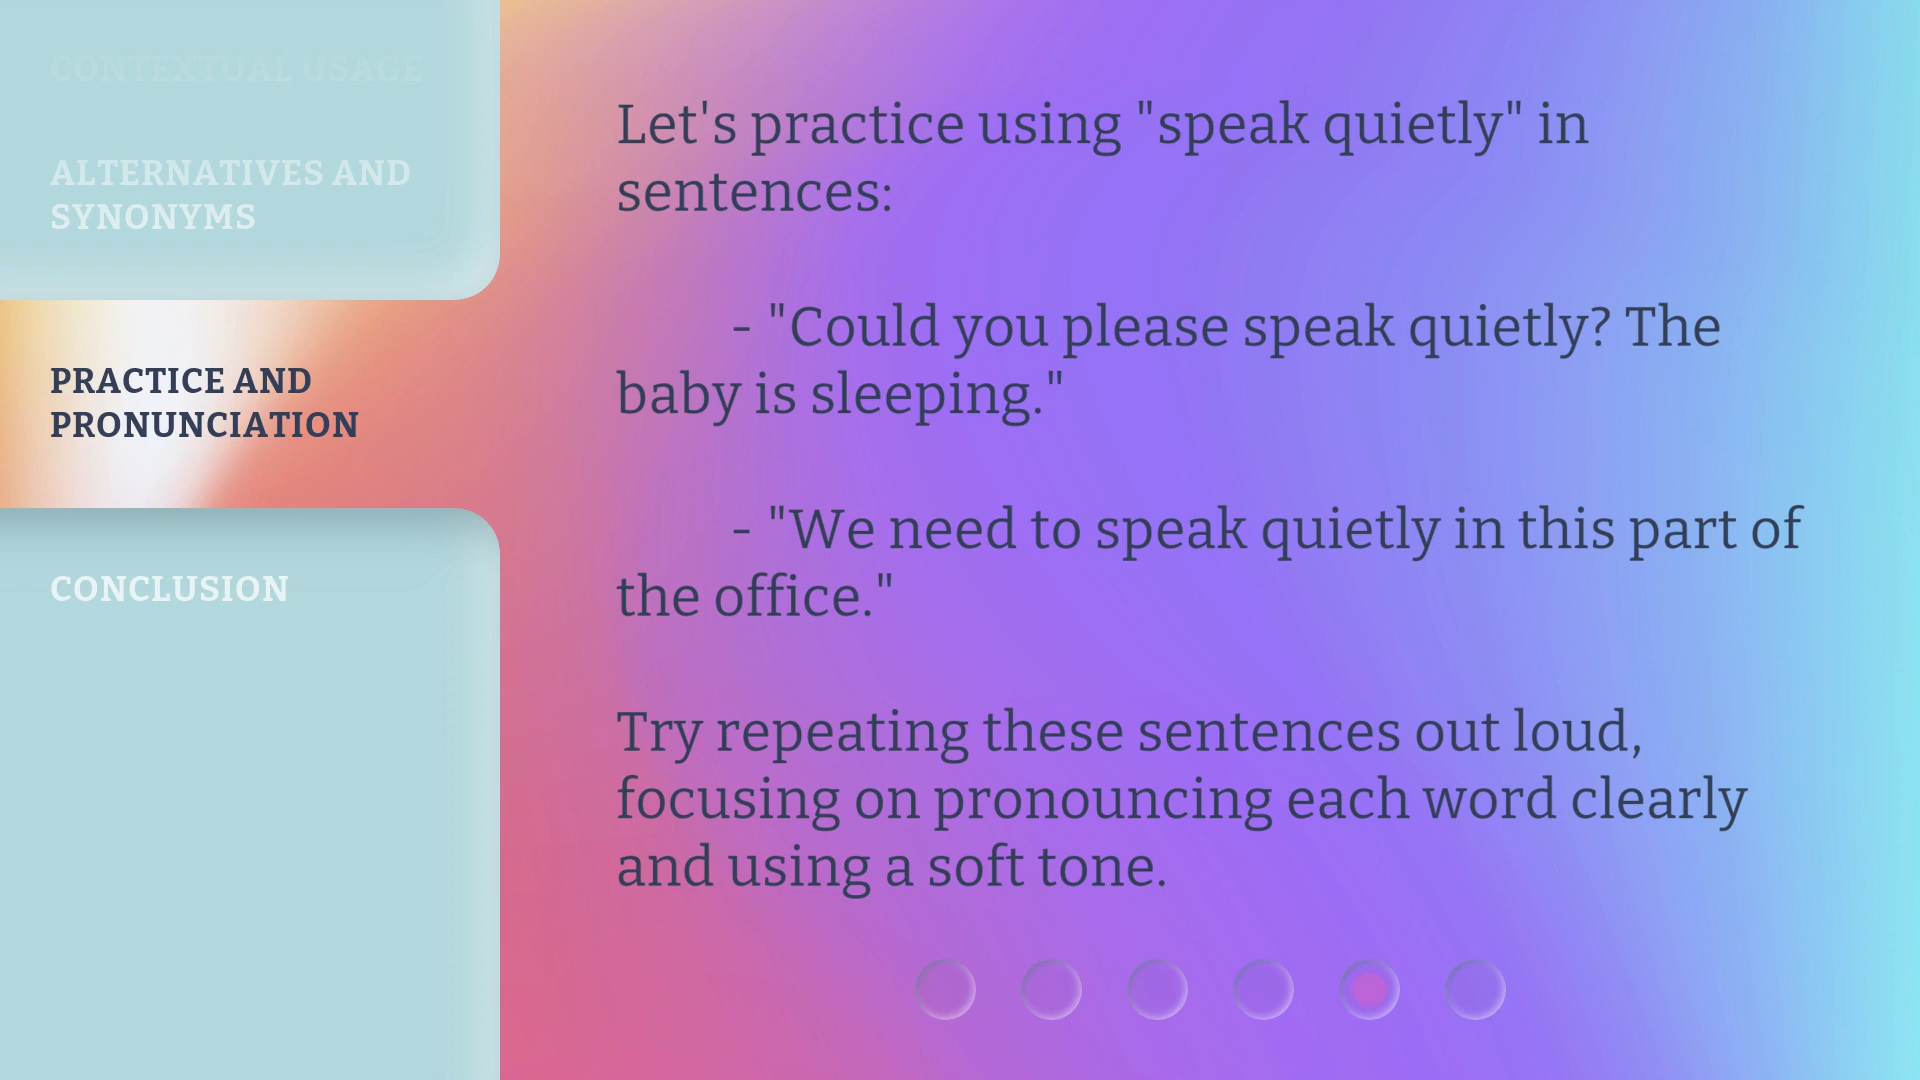 CONTEXTUAL USAGE
ALTERNATIVES AND
SYNONYMS
PRACTICE AND
PRONUNCIATION
CONCLUSION
Let's practice using "speak quietly" in
sentences:
- "Could you please speak quietly? The
baby is sleeping."
- "We need to speak quietly in this part of
the office."
Try repeating these sentences out loud,
focusing on pronouncing each word clearly
and using a soft tone.